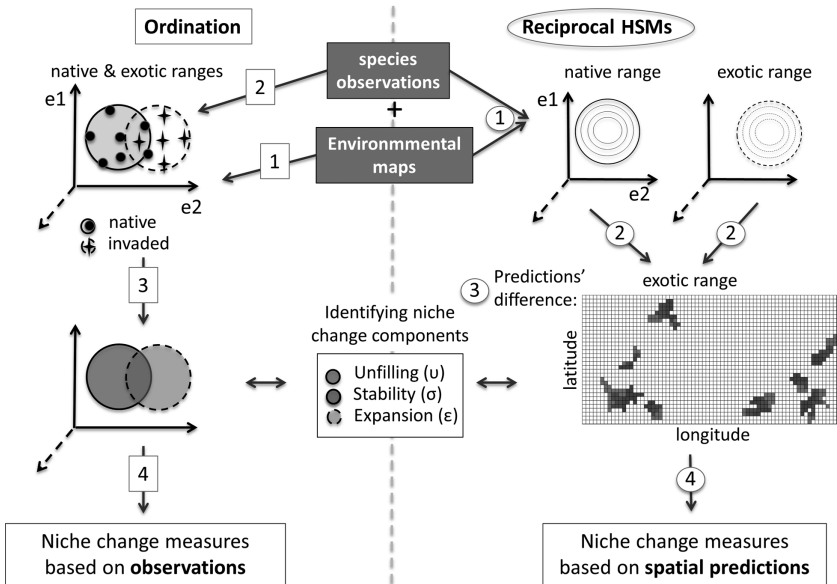 Ordination
Reciprocal HSMs
species
observations
+
Environmmental
maps
native & exotic ranges
e1
e2
2
1
native
invaded
3
native range
exotic range
e1
e2
1
2
2
3
Predictions'
difference:
exotic range
latitude
longitude
Identifying niche
change components
Unfilling (υ)
Stability (σ)
Expansion (ε)
4
4
Niche change measures
based on observations
Niche change measures
based on spatial predictions